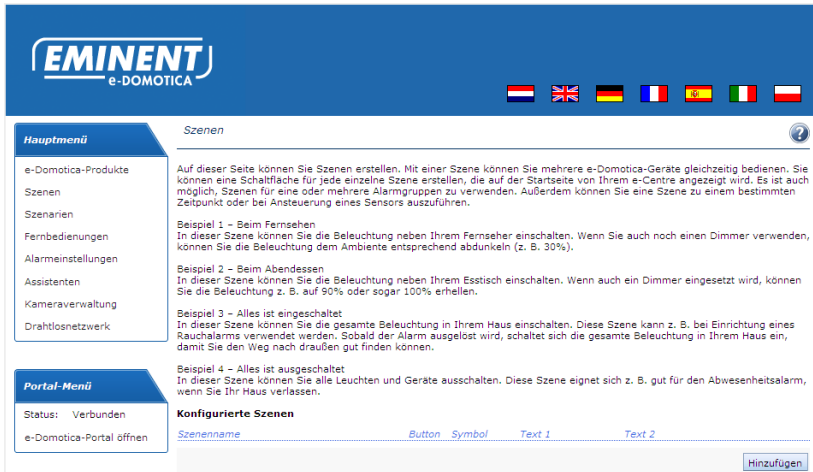 EMINENT
e-DOMOTICA
Hauptmenü
e-Domotica-Produkte
Szenen
Szenarien
Fernbedienungen
Alarmeinstellungen
Assistenten
Kameraverwaltung
Drahtlosnetzwerk
Portal-Menü
Status: Verbunden
e-Domotica-Portal öffnen
Szenen
?
Auf dieser Seite können Sie Szenen erstellen. Mit einer Szene können Sie mehrere e-Domotica-Geräte gleichzeitig bedienen. Sie
können eine Schaltfläche für jede einzelne Szene erstellen, die auf der Startseite von Ihrem e-Centre angezeigt wird. Es ist auch
möglich, Szenen für eine oder mehrere Alarmgruppen zu verwenden. Außerdem können Sie eine Szene zu einem bestimmten
Zeitpunkt oder bei Ansteuerung eines Sensors auszuführen.
Beispiel 1 – Beim Fernsehen
In dieser Szene können Sie die Beleuchtung neben Ihrem Fernseher einschalten. Wenn Sie auch noch einen Dimmer verwenden,
können Sie die Beleuchtung dem Ambiente entsprechend abdunkeln (z. B. 30%).
Beispiel 2 – Beim Abendessen
In dieser Szene können Sie die Beleuchtung neben Ihrem Esstisch einschalten. Wenn auch ein Dimmer eingesetzt wird, können
Sie die Beleuchtung z. B. auf 90% oder sogar 100% erhellen.
Beispiel 3 – Alles ist eingeschaltet
In dieser Szene können Sie die gesamte Beleuchtung in Ihrem Haus einschalten. Diese Szene kann z. B. bei Einrichtung eines
Rauchalarms verwendet werden. Sobald der Alarm ausgelöst wird, schaltet sich die gesamte Beleuchtung in Ihrem Haus ein,
damit Sie den Weg nach draußen gut finden können.
Beispiel 4 – Alles ist ausgeschaltet
In dieser Szene können Sie alle Leuchten und Geräte ausschalten. Diese Szene eignet sich z. B. gut für den Abwesenheitsalarm,
wenn Sie Ihr Haus verlassen.
Konfigurierte Szenen
Szenenname Button Symbol Text 1 Text 2
Hinzufügen